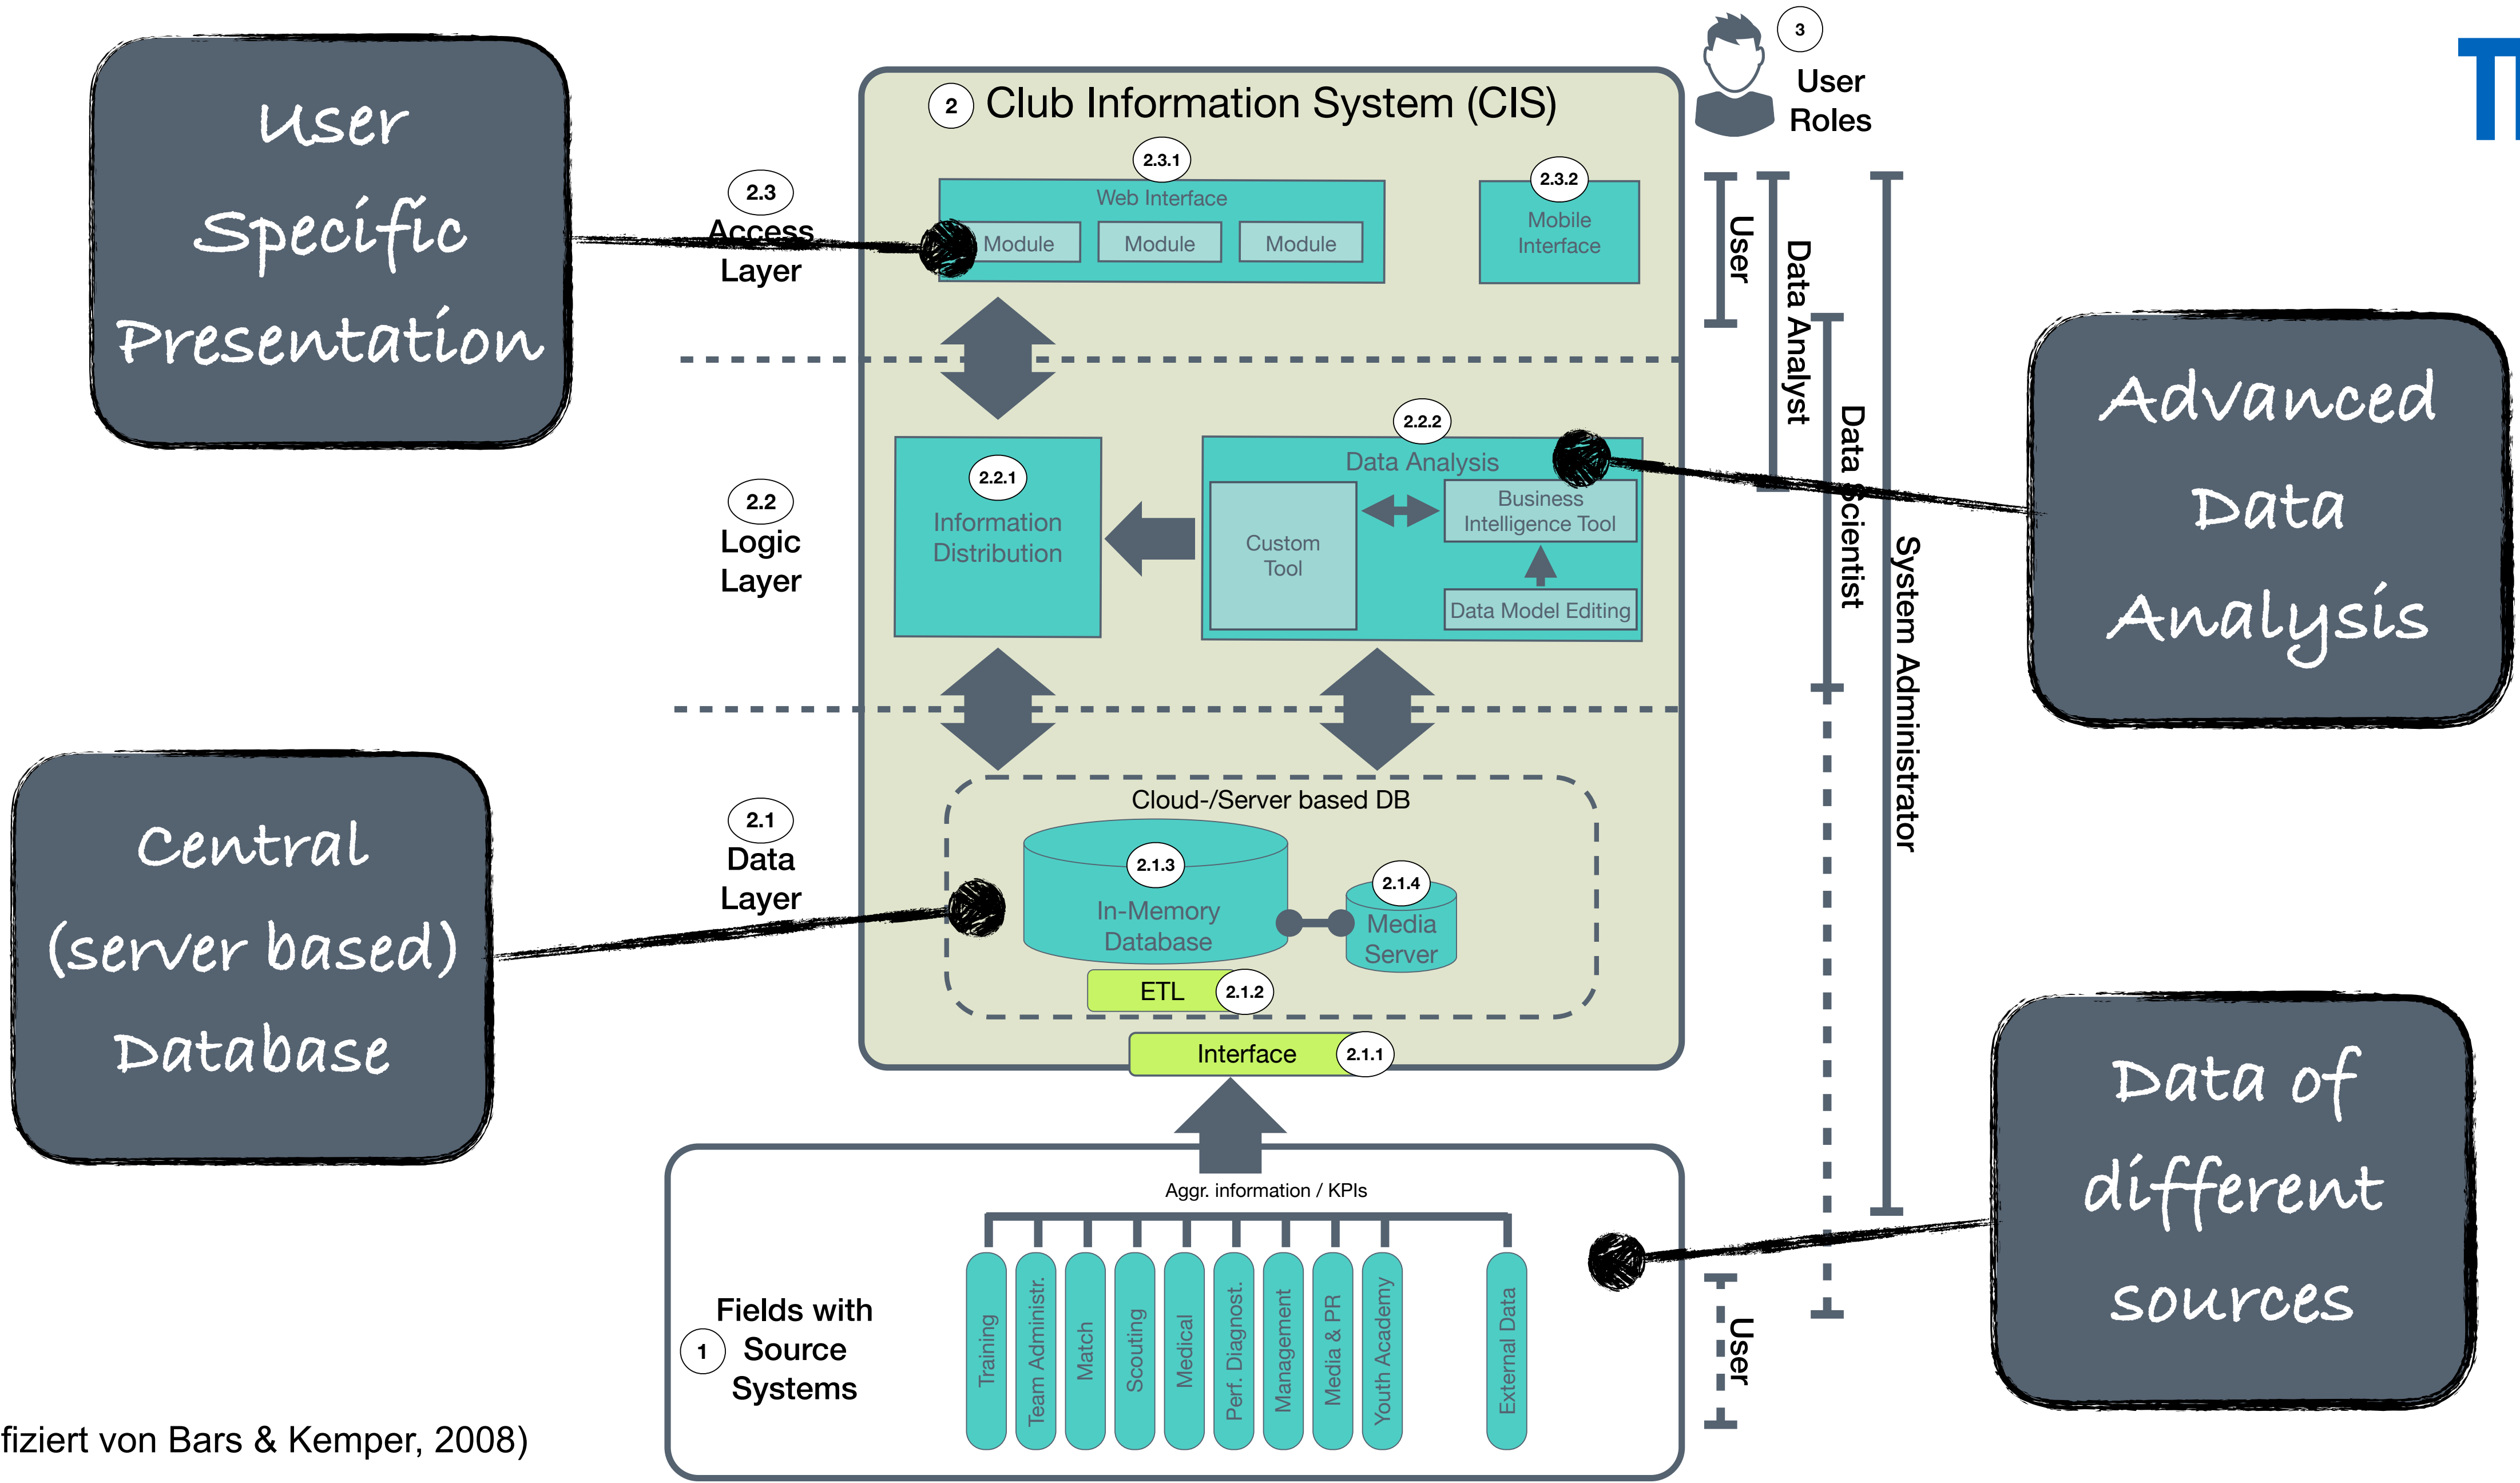 User
Specific
Presentation
Central
(server based)
Database
2 Club Information System (CIS)
3
User
Roles
2.3
Access
Layer
2.3.1
Web Interface
Module Module Module
2.3.2
Mobile
Interface
2.2
Logic
Layer
2.2.1
Information
Distribution
2.2.2
Data Analysis
Custom
Tool
Business
Intelligence Tool
Data Model Editing
2.1
Data
Layer
Cloud-/Server based DB
2.1.3
In-Memory
Database
2.1.4
Media
Server
ETL 2.1.2
Interface 2.1.1
Aggr. information / KPIs
1
Fields with
Source
Systems
Training
Team Administr.
Match
Scouting
Medical
Perf. Diagnost.
Management
Media & PR
Youth Academy
External Data
User
Data Analyst
Data Scientist
System Administrator
User
Advanced
Data
Analysis
Data of
different
sources
fiziert von Bars & Kemper, 2008)